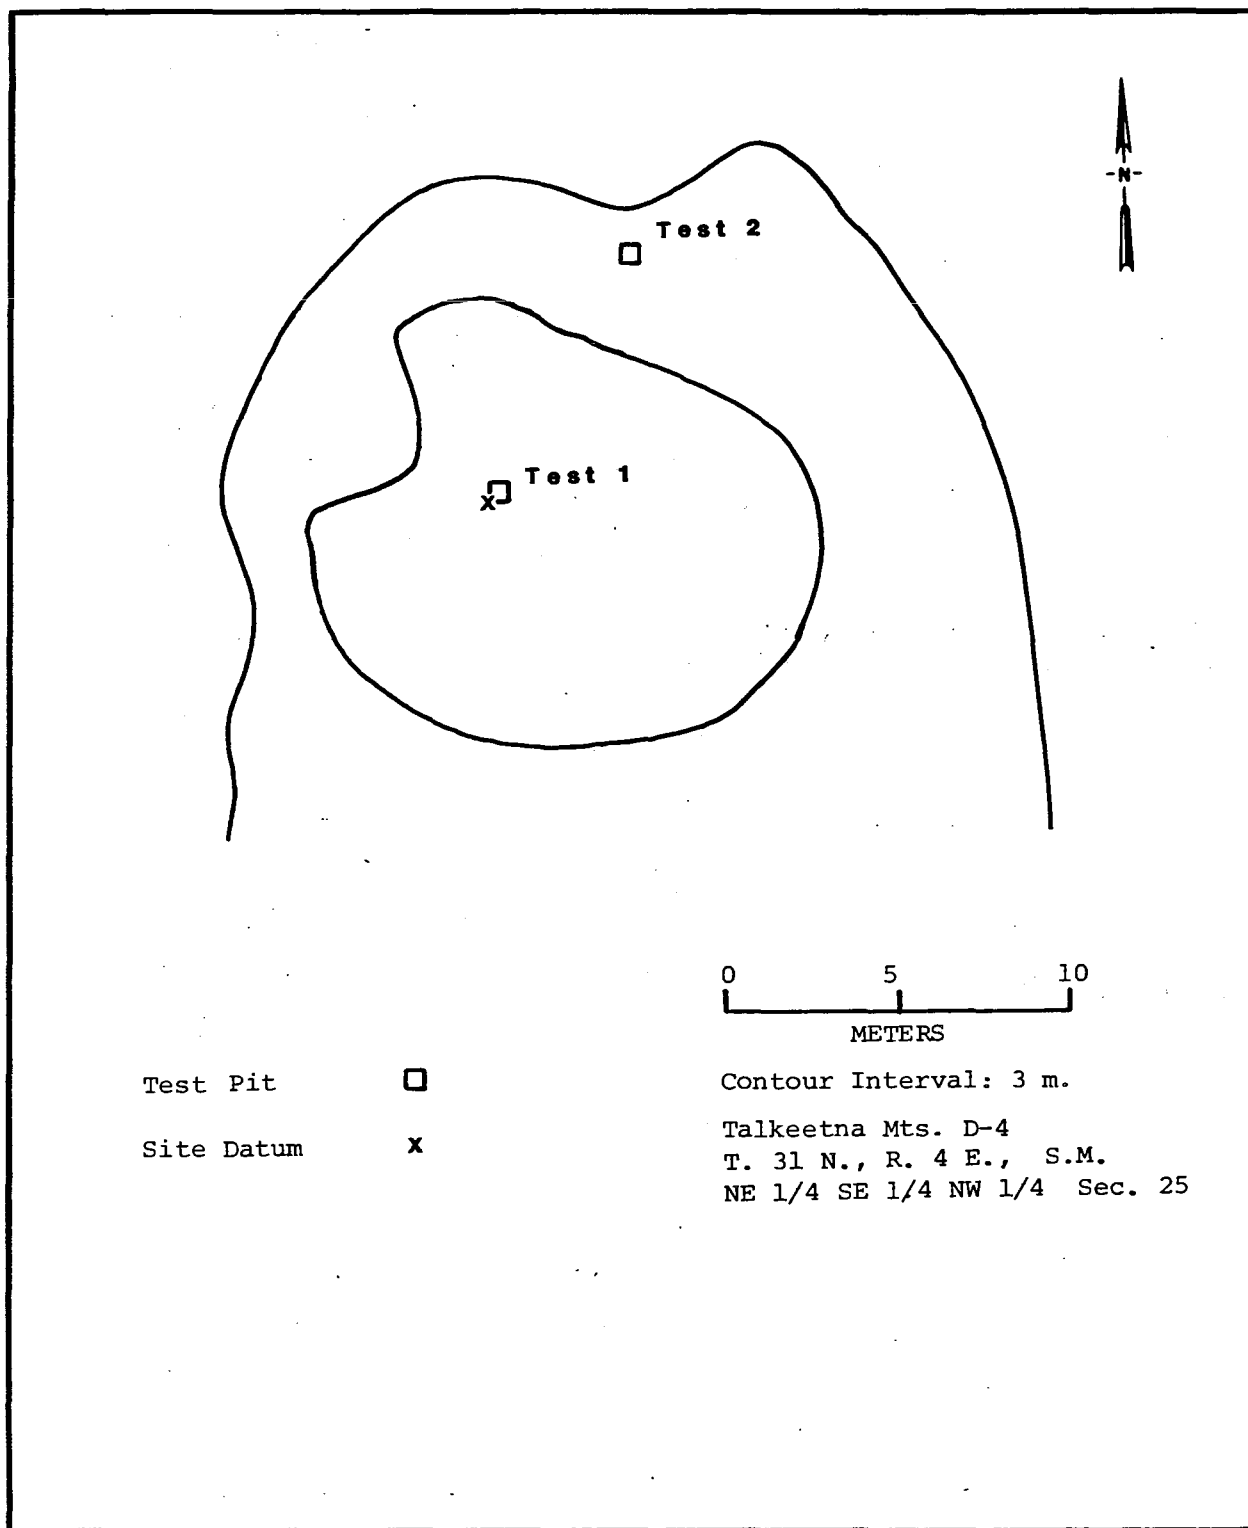 -N-
Test 2
Test 1
x
0 5 10
METERS
Test Pit
Contour Interval: 3 m.
Site Datum x
Talkeetna Mts. D-4
T. 31 N., R. 4 E., S.M.
NE 1/4 SE 1/4 NW 1/4 Sec. 25